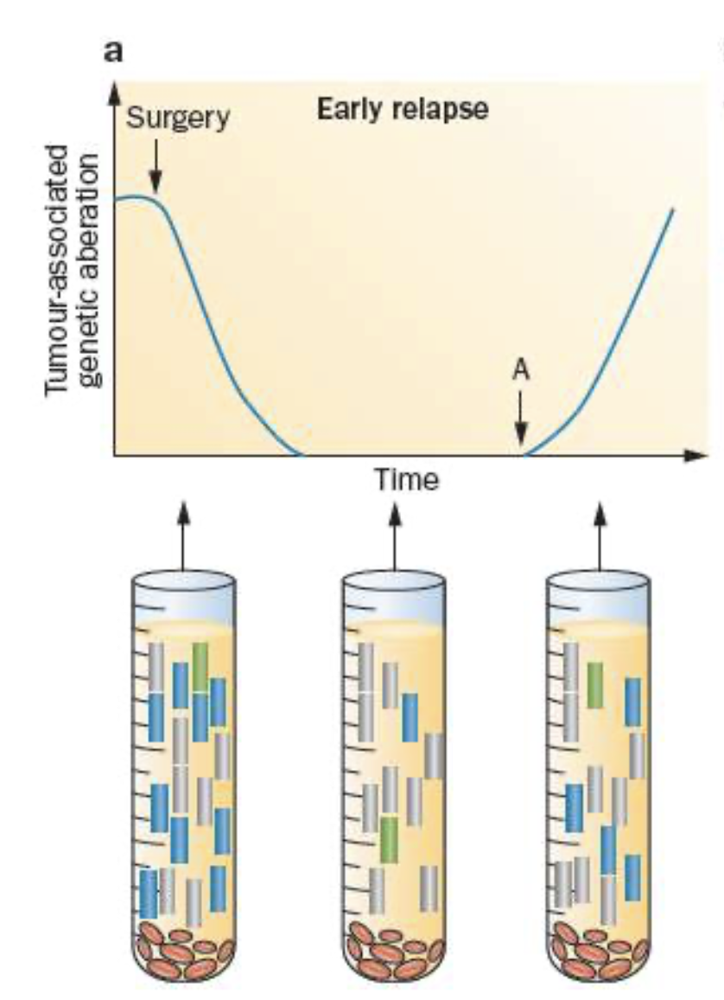 a
Surgery
Early relapse
Tumour-associated
genetic aberration
A
Time